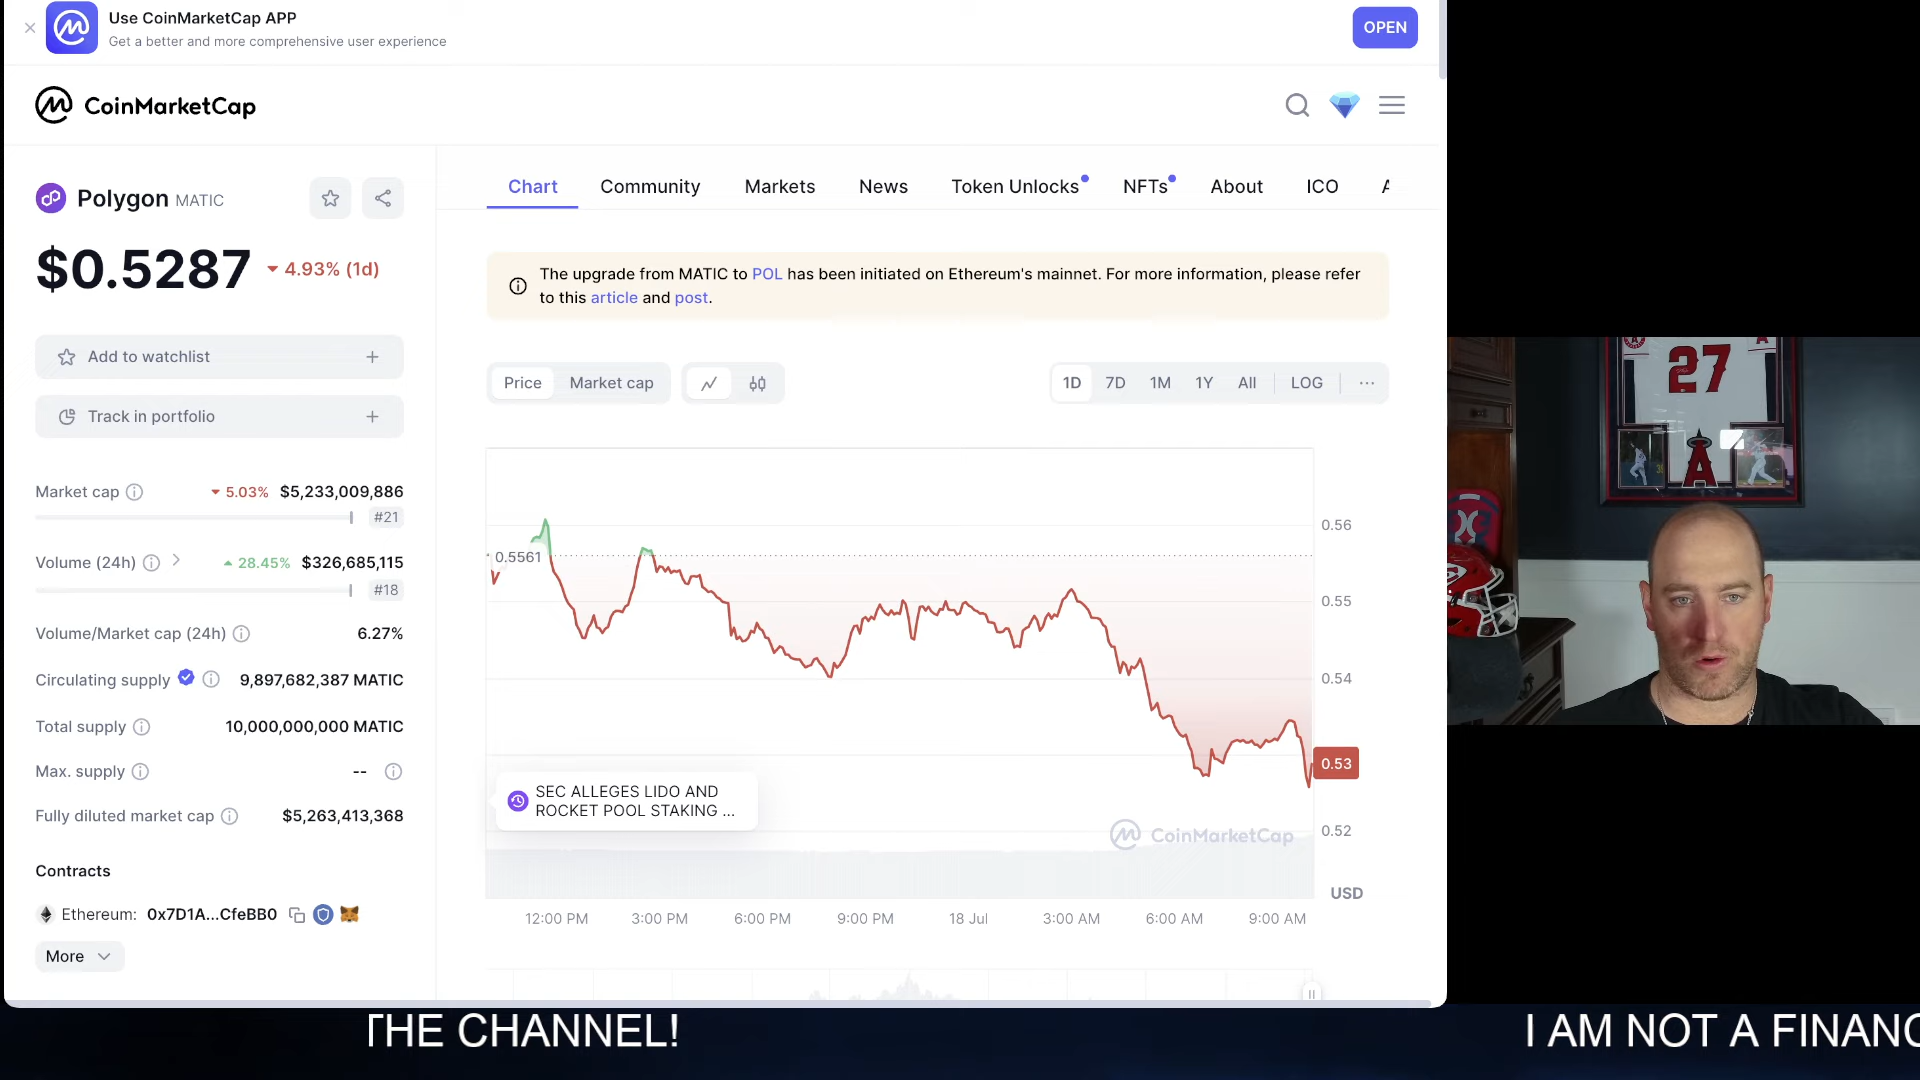 Use CoinMarketCap APP
Get a better and more comprehensive user experience
OPEN
CoinMarketCap
Polygon MATIC
$0.5287 4.93% (1d)
Add to watchlist
Track in portfolio
Market cap 5.03% $5,233,009,886
#21
Volume (24h) 28.45% $326,685,115
#18
Volume/Market cap (24h) 6.27%
Circulating supply 9,897,682,387 MATIC
Total supply 10,000,000,000 MATIC
Max. supply --
Fully diluted market cap $5,263,413,368
Contracts
Ethereum: 0x7D1A...CfeBB0
More
Chart Community Markets News Token Unlocks NFTs About ICO A
The upgrade from MATIC to POL has been initiated on Ethereum's mainnet. For more information, please refer
to this article and post.
Price Market cap 1D 7D 1M 1Y All LOG
0.56
0.5561
0.55
0.54
0.53
0.52
SEC ALLEGES LIDO AND
ROCKET POOL STAKING ...
CoinMarketCap
USD
12:00 PM 3:00 PM 6:00 PM 9:00 PM 18 Jul 3:00 AM 6:00 AM 9:00 AM
27
A
THE CHANNEL!
I AM NOT A FINANC